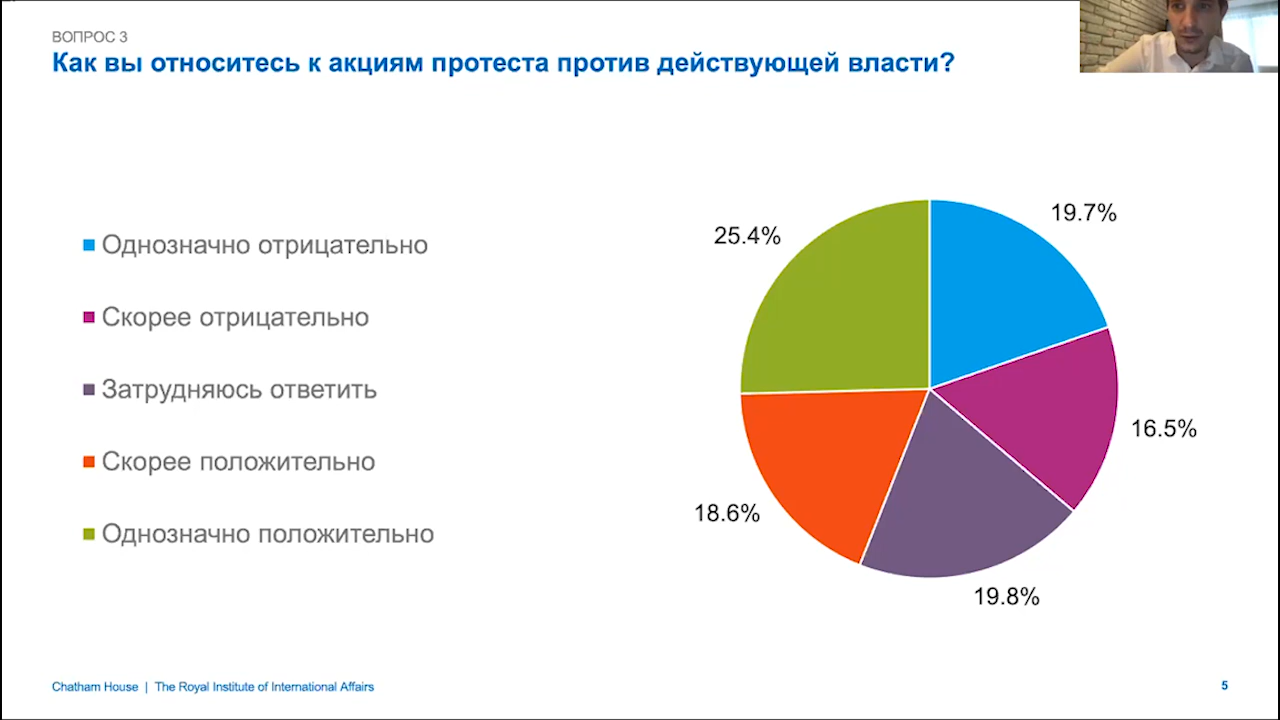 ВОПРОС 3
Как вы относитесь к акциям протеста против действующей власти?
Однозначно отрицательно
Скорее отрицательно
Затрудняюсь ответить
Скорее положительно
Однозначно положительно
19.7%
16.5%
19.8%
18.6%
25.4%
Chatham House | The Royal Institute of International Affairs
5